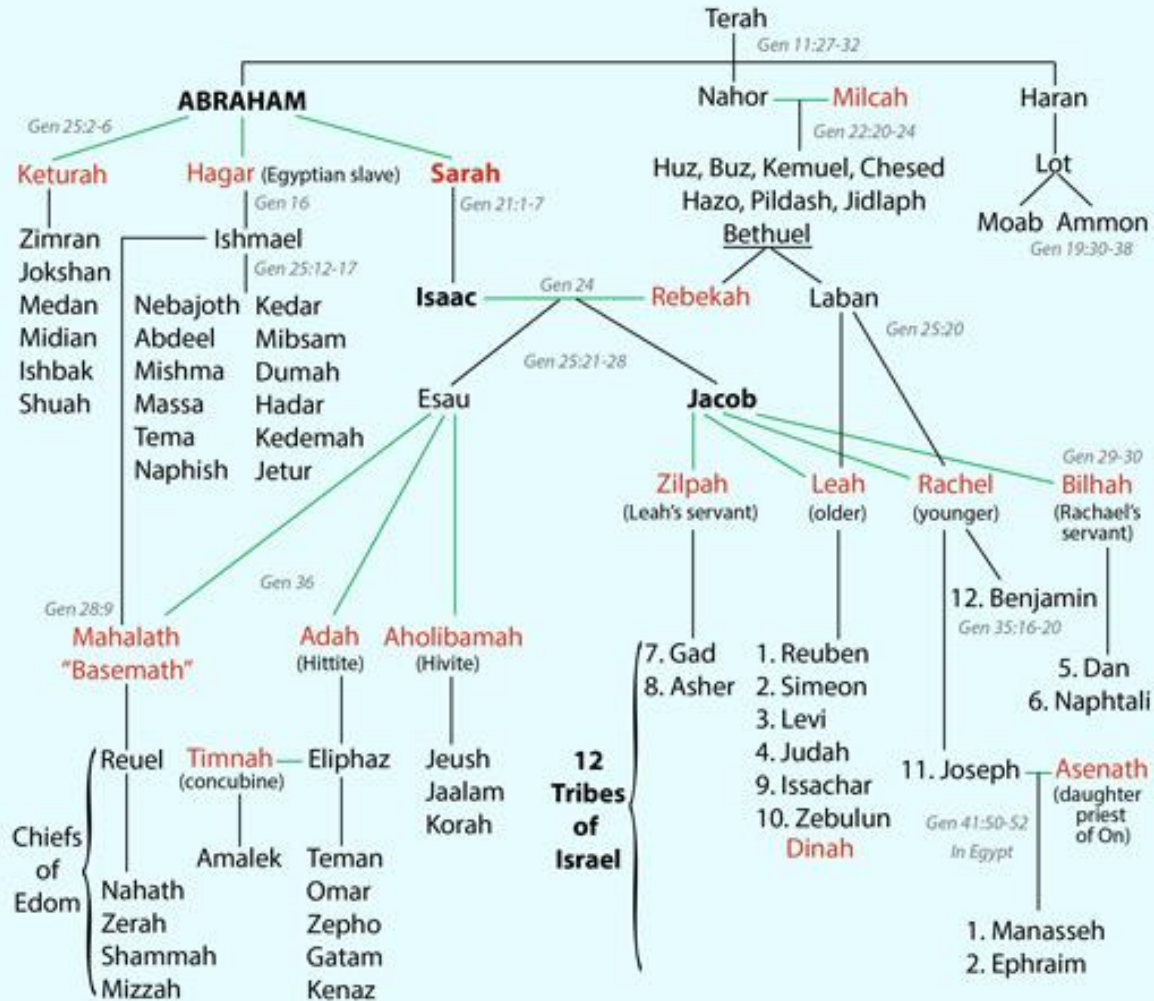 Terah
Gen 11:27-32
ABRAHAM
Nahor
Milcah
Haran
Gen 25:2-6
Gen 22:20-24
Keturah
Hagar (Egyptian slave)
Sarah
Huz, Buz, Kemuel, Chesed
Hazo, Pildash, Jidlaph
Bethuel
Lot
Gen 16
Gen 21:1-7
Moab Ammon
Gen 19:30-38
Zimran
Jokshan
Medan
Midian
Ishbak
Shuah
Ishmael
Gen 25:12-17
Nebajoth
Abdeel
Mishma
Massa
Tema
Naphish
Kedar
Mibsam
Dumah
Hadar
Kedemah
Jetur
Isaac
Gen 24
Rebekah
Laban
Gen 25:20
Gen 25:21-28
Esau
Jacob
Gen 29-30
Zilpah
(Leah's servant)
Leah
(older)
Rachel
(younger)
Bilhah
(Rachael's
servant)
Gen 36
Gen 28:9
Mahalath
"Basemath"
Adah
(Hittite)
Aholibamah
(Hivite)
12. Benjamin
Gen 35:16-20
7. Gad
8. Asher
1. Reuben
2. Simeon
3. Levi
4. Judah
9. Issachar
10. Zebulun
Dinah
5. Dan
6. Naphtali
Reuel
Timnah
(concubine)
Eliphaz
Jeush
Jaalam
Korah
12
Tribes
of
Israel
11. Joseph
Asenath
(daughter
priest
of On)
Gen 41:50-52
In Egypt
Chiefs
of
Edom
Amalek
Nahath
Zerah
Shammah
Mizzah
Teman
Omar
Zepho
Gatam
Kenaz
1. Manasseh
2. Ephraim